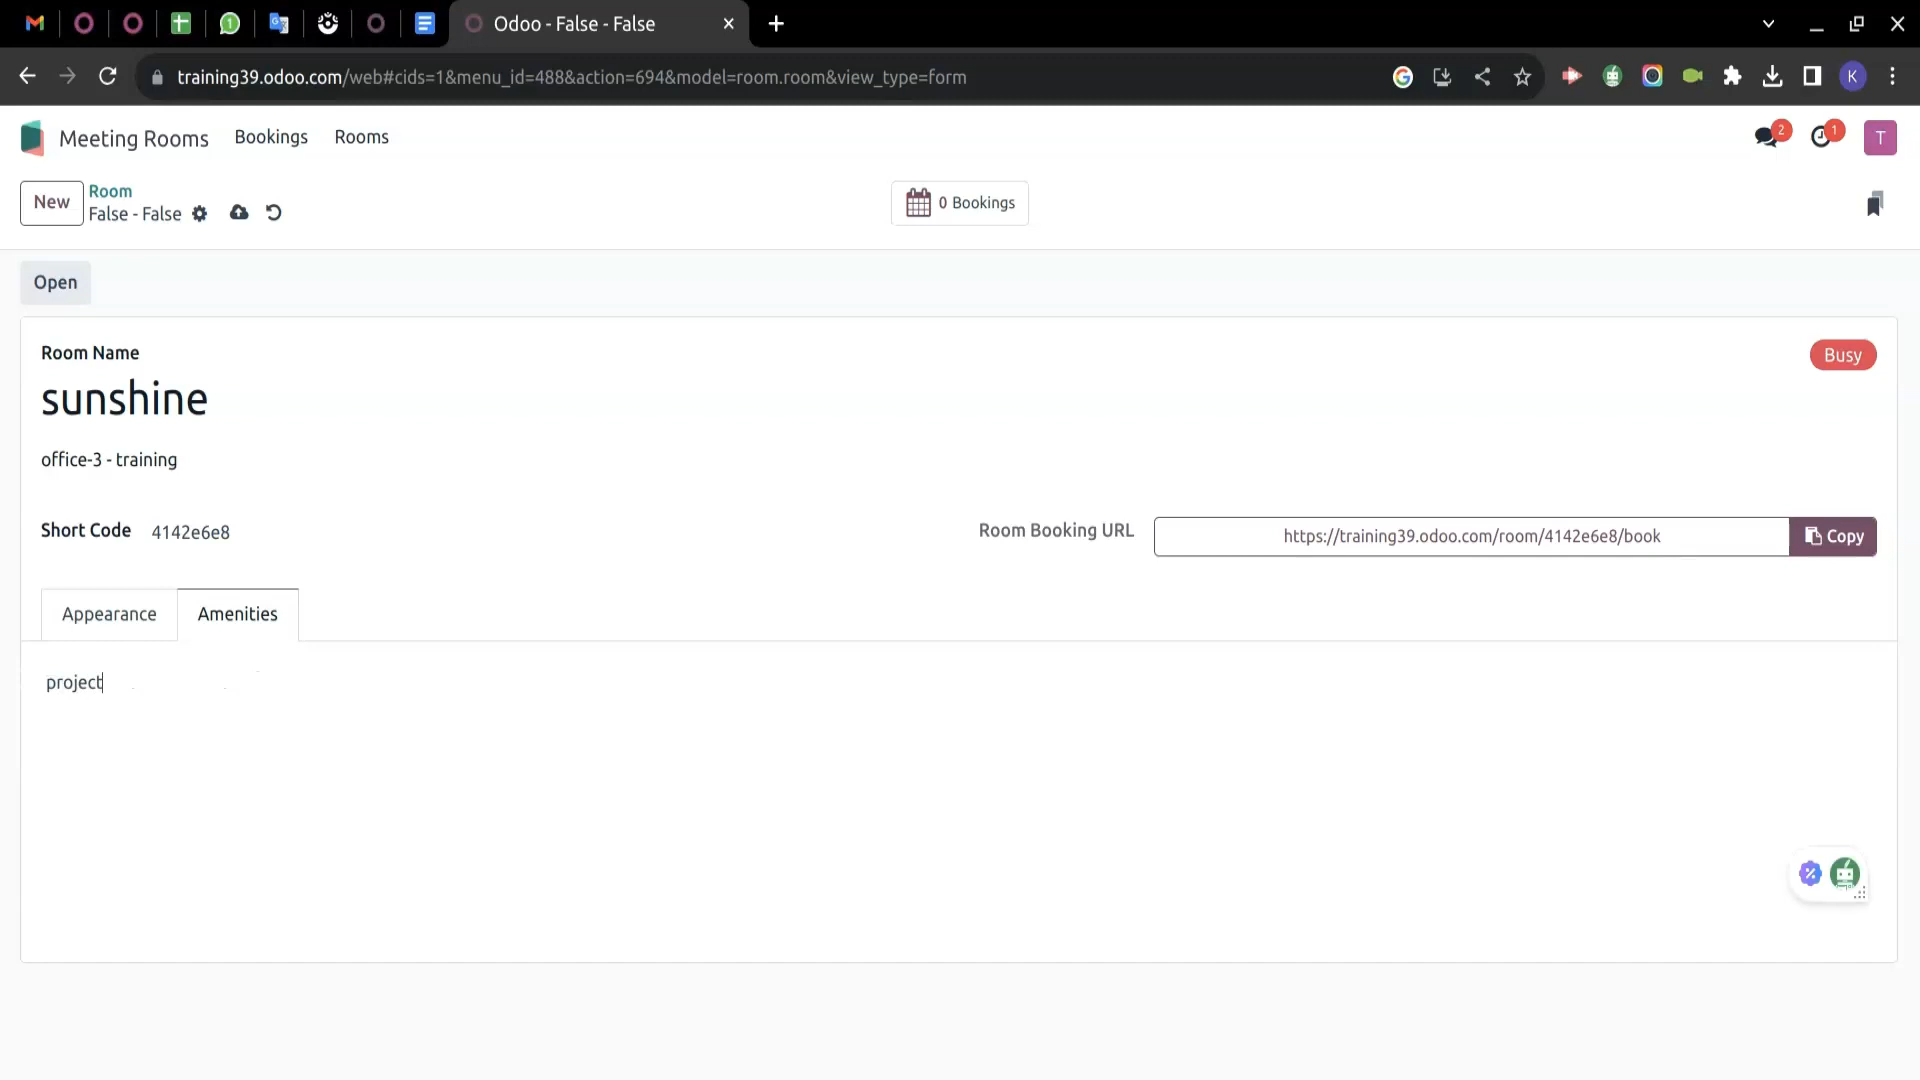 Odoo - False - False
training39.odoo.com/web#cids=1&menu_id=488&action=694&model=room.room&view_type=form
K
Meeting Rooms Bookings Rooms
2 1 T
New
Room
False - False
0 Bookings
Open
Room Name
Busy
sunshine
office-3 - training
Short Code 4142e6e8
Room Booking URL https://training39.odoo.com/room/4142e6e8/book Copy
Appearance Amenities
project